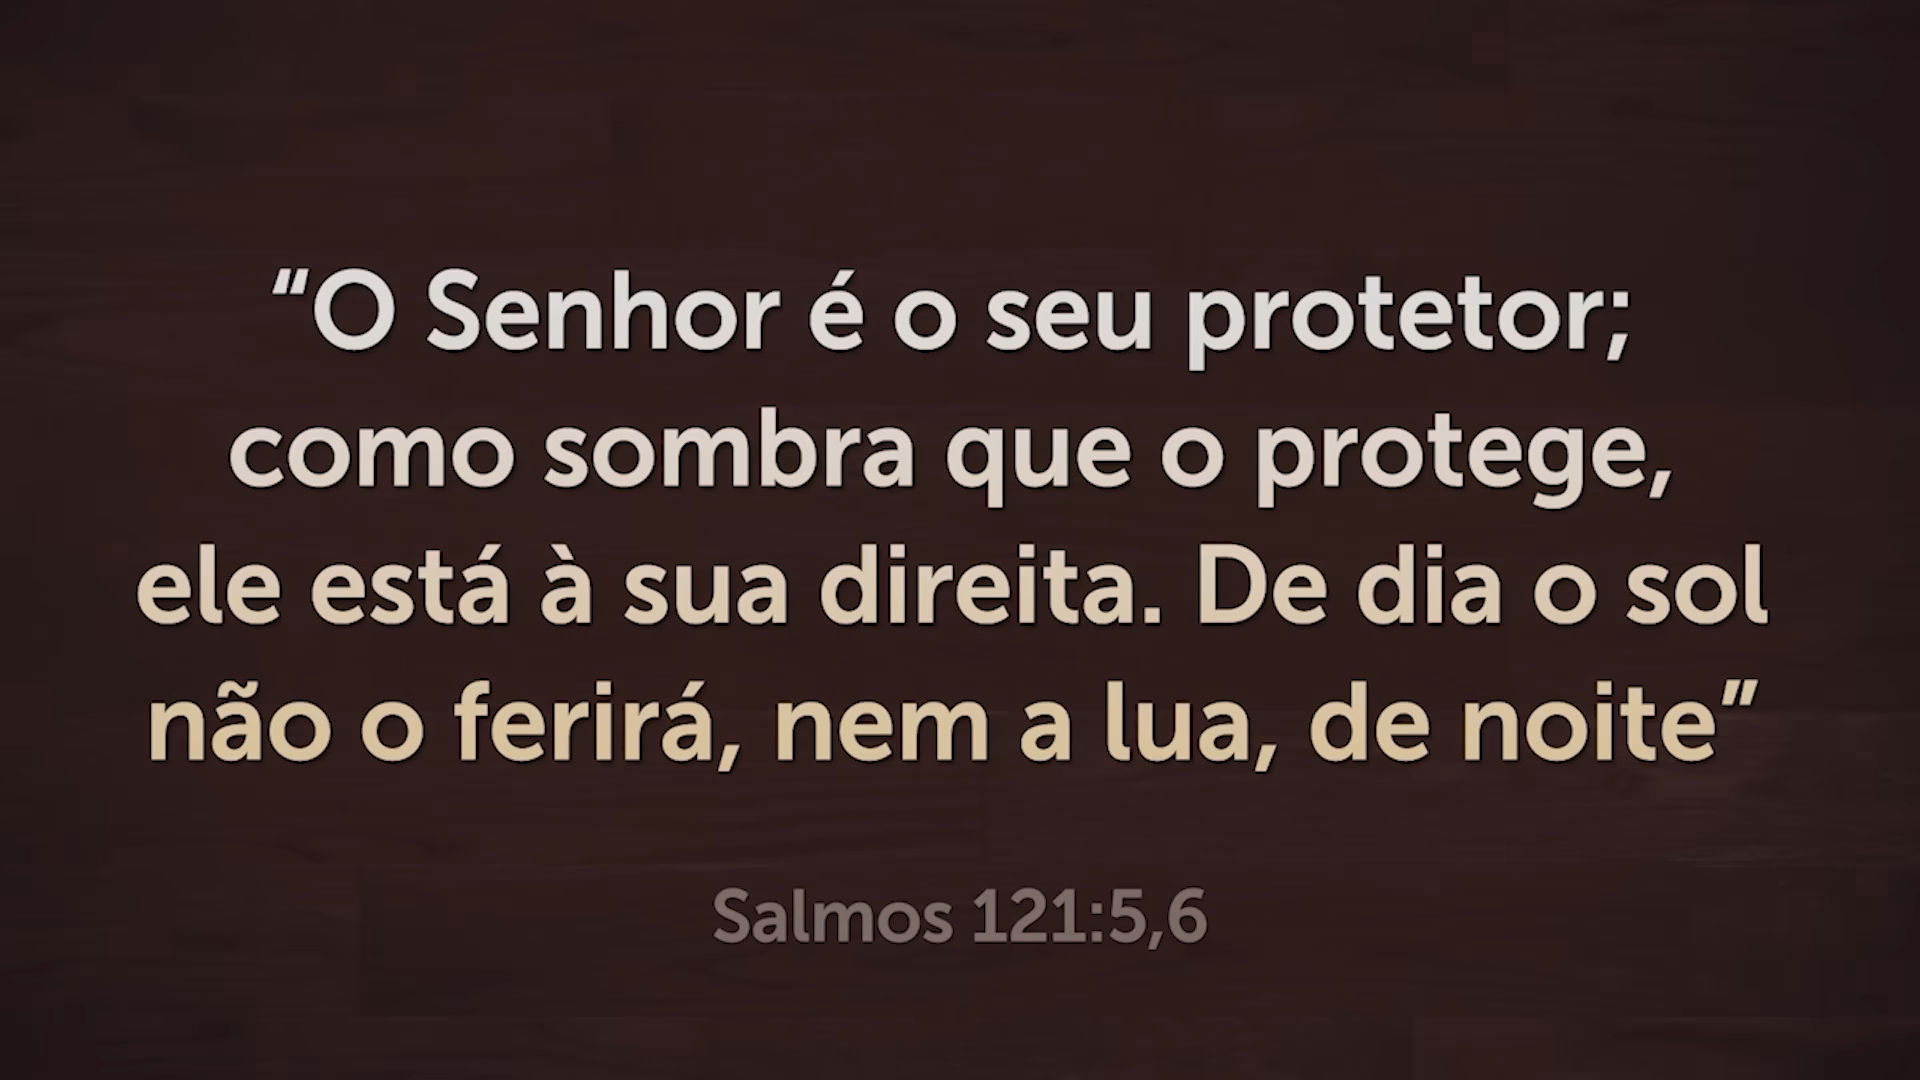 “O Senhor é o seu protetor;
como sombra que o protege,
ele está à sua direita. De dia o sol
não o ferirá, nem a lua, de noite”
Salmos 121:5,6